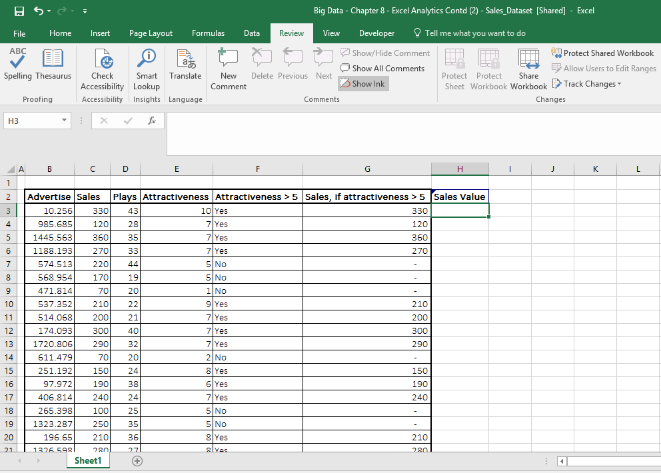 Big Data - Chapter 8 - Excel Analytics Contd (2) - Sales_Dataset [Shared] - Excel
File Home Insert Page Layout Formulas Data Review View Developer Tell me what you want to do
ABC
Spelling Thesaurus Check Accessibility Smart Lookup Translate New Comment Delete Previous Next
Show/Hide Comment
Show All Comments
Show Ink
Protect Sheet Protect Workbook Share Workbook
Protect Shared Workbook
Allow Users to Edit Ranges
Track Changes
Proofing Accessibility Insights Language Comments Changes
H3 fx
A B C D E F G H I J K L
1
2 Advertise Sales Plays Attractiveness Attractiveness > 5 Sales, if attractiveness > 5 Sales Value
3 10.256 330 43 10 Yes 330
4 985.685 120 28 7 Yes 120
5 1445.563 360 35 7 Yes 360
6 1188.193 270 33 7 Yes 270
7 574.513 220 44 5 No -
8 568.954 170 19 5 No -
9 471.814 70 20 1 No -
10 537.352 210 22 9 Yes 210
11 514.068 200 21 7 Yes 200
12 174.093 300 40 7 Yes 300
13 1720.806 290 32 7 Yes 290
14 611.479 70 20 2 No -
15 251.192 150 24 8 Yes 150
16 97.972 190 38 6 Yes 190
17 406.814 240 24 7 Yes 240
18 265.398 100 25 5 No -
19 1323.287 250 35 5 No -
20 196.65 210 36 8 Yes 210
21 1326.598 280 27 8 Yes 280
Sheet1